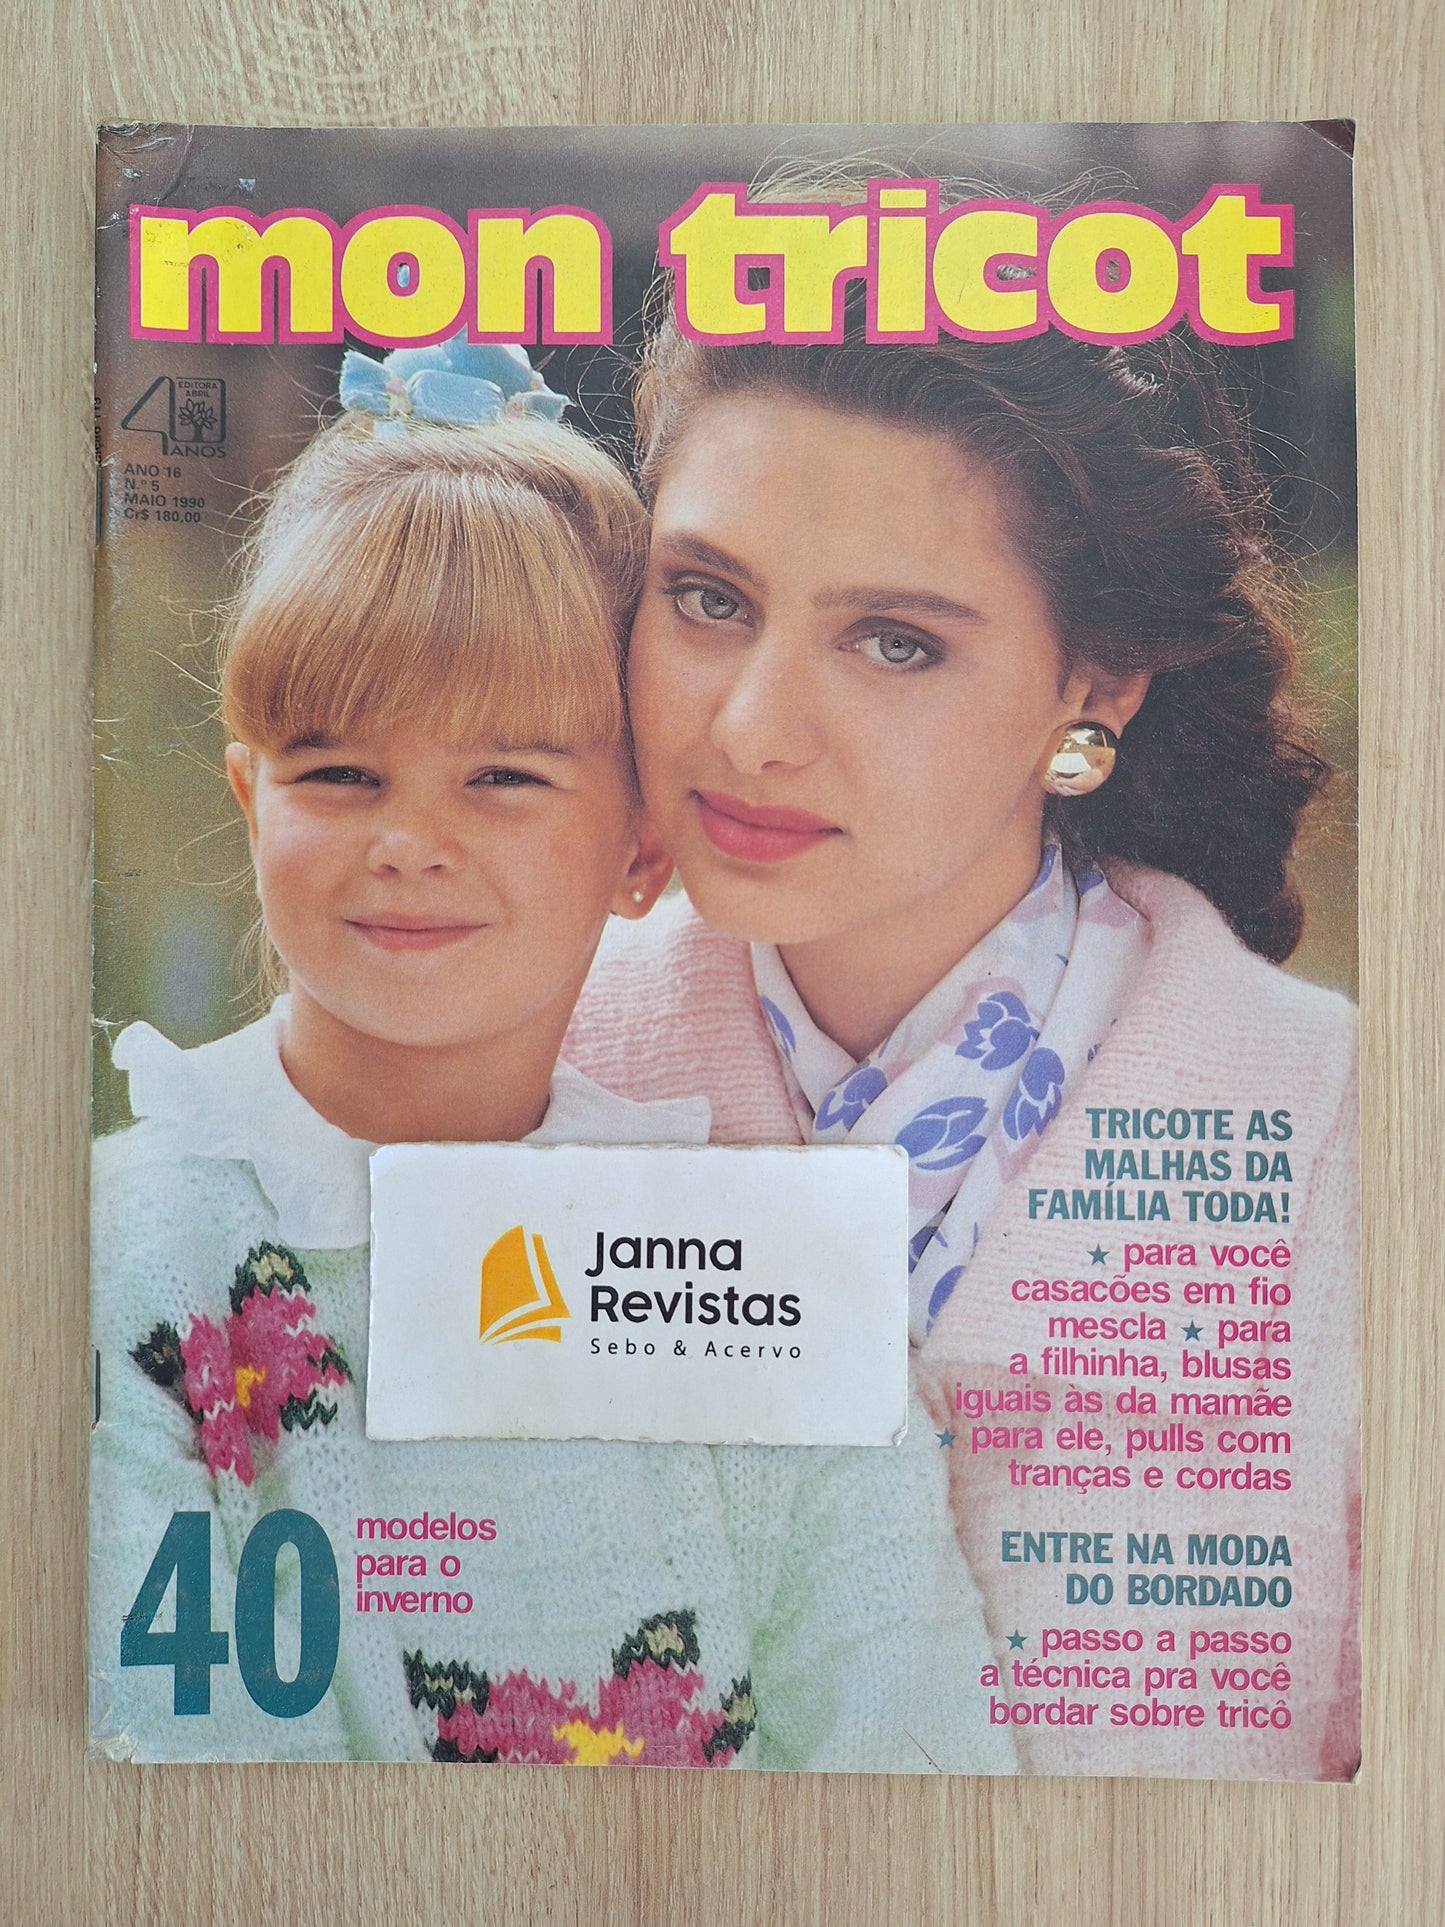 mon tricot
EDITORA
ABRIL
40
ANOS
ANO 16
N.º 5
MAIO 1990
Cr$ 180,00
TRICOTE AS
MALHAS DA
FAMÍLIA TODA!
★ para você
casacões em fio
mescla ★ para
a filhinha, blusas
iguais às da mamãe
★ para ele, pulls com
tranças e cordas
Janna
Revistas
Sebo & Acervo
40
modelos
para o
inverno
ENTRE NA MODA
DO BORDADO
★ passo a passo
a técnica pra você
bordar sobre tricô